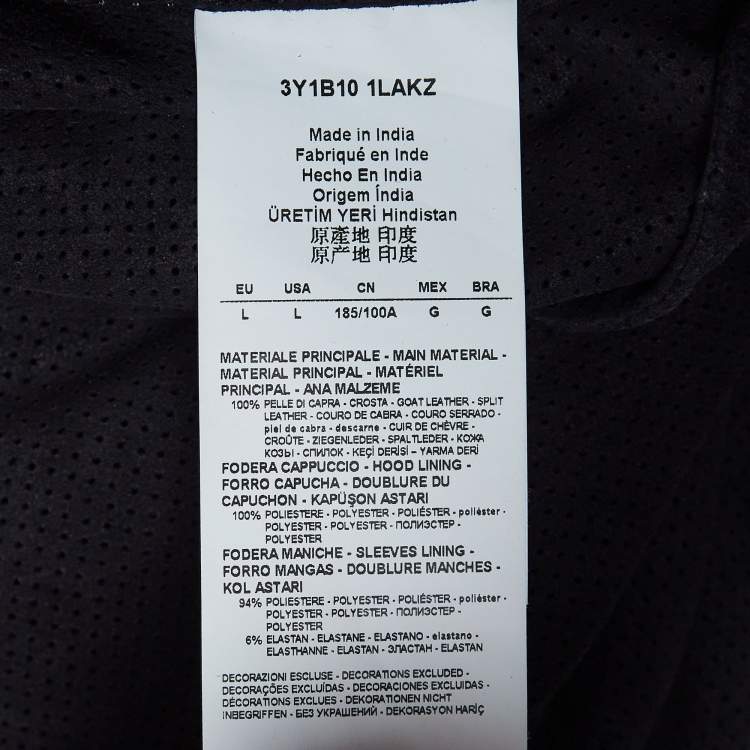 3Y1B10 1LAKZ
Made in India
Fabriqué en Inde
Hecho En India
Origem Índia
ÜRETİM YERİ Hindistan
原產地 印度
原产地 印度
EU USA CN MEX BRA
L L 185/100A G G
MATERIALE PRINCIPALE - MAIN MATERIAL -
MATERIAL PRINCIPAL - MATÉRIEL
PRINCIPAL - ANA MALZEME
100% PELLE DI CAPRA - CROSTA - GOAT LEATHER - SPLIT
LEATHER - COURO DE CABRA - COURO SERRADO -
piel de cabra - descarne - CUIR DE CHÈVRE -
CROÛTE - ZIEGENLEDER - SPALTLEDER - КОЖА
КОЗЫ - СПИЛОК - KEÇİ DERİSİ – YARMA DERİ
FODERA CAPPUCCIO - HOOD LINING -
FORRO CAPUCHA - DOUBLURE DU
CAPUCHON - KAPÜŞON ASTARI
100% POLIESTERE - POLYESTER - POLIÉSTER - poliéster -
POLYESTER - POLYESTER - ПОЛИЭСТЕР -
POLYESTER
FODERA MANICHE - SLEEVES LINING -
FORRO MANGAS - DOUBLURE MANCHES -
KOL ASTARI
94% POLIESTERE - POLYESTER - POLIÉSTER - poliéster -
POLYESTER - POLYESTER - ПОЛИЭСТЕР -
POLYESTER
6% ELASTAN - ELASTANE - ELASTANO - elastano -
ELASTHANNE - ELASTAN - ЭЛАСТАН - ELASTAN
DECORAZIONI ESCLUSE - DECORATIONS EXCLUDED -
DECORAÇÕES EXCLUÍDAS - DECORACIONES EXCLUIDAS -
DÉCORATIONS EXCLUES - DEKORATIONEN NICHT
INBEGRIFFEN - БЕЗ УКРАШЕНИЙ - DEKORASYON HARİÇ